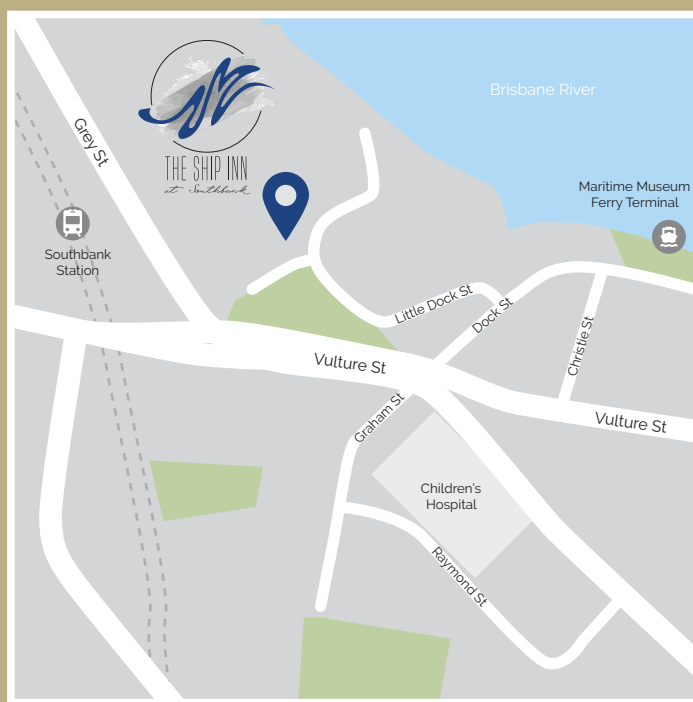 Brisbane River
Grey St
THE SHIP INN
at Southbank
Maritime Museum
Ferry Terminal
Southbank
Station
Little Dock St
Dock St
Christie St
Vulture St
Vulture St
Graham St
Children's
Hospital
Raymond St